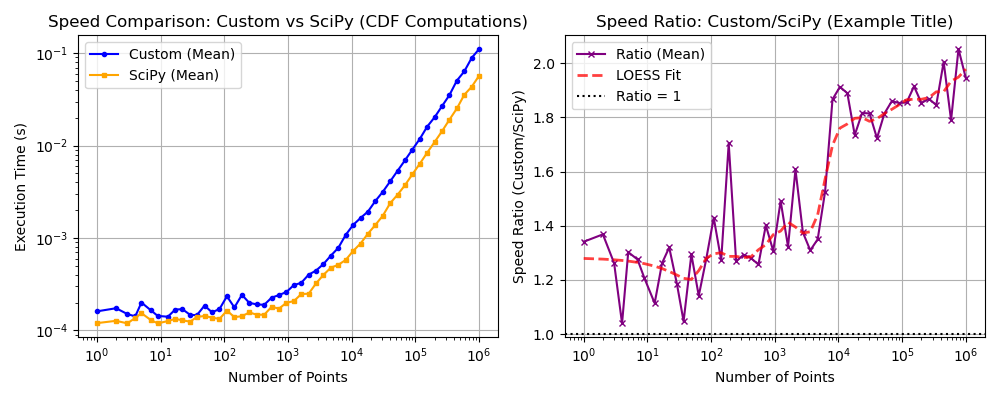 Speed Comparison: Custom vs SciPy (CDF Computations)
Custom (Mean)
SciPy (Mean)
Execution Time (s)
10⁻¹
10⁻²
10⁻³
10⁻⁴
10⁰ 10¹ 10² 10³ 10⁴ 10⁵ 10⁶
Number of Points
Speed Ratio: Custom/SciPy (Example Title)
Ratio (Mean)
LOESS Fit
Ratio = 1
Speed Ratio (Custom/SciPy)
2.0
1.8
1.6
1.4
1.2
1.0
10⁰ 10¹ 10² 10³ 10⁴ 10⁵ 10⁶
Number of Points